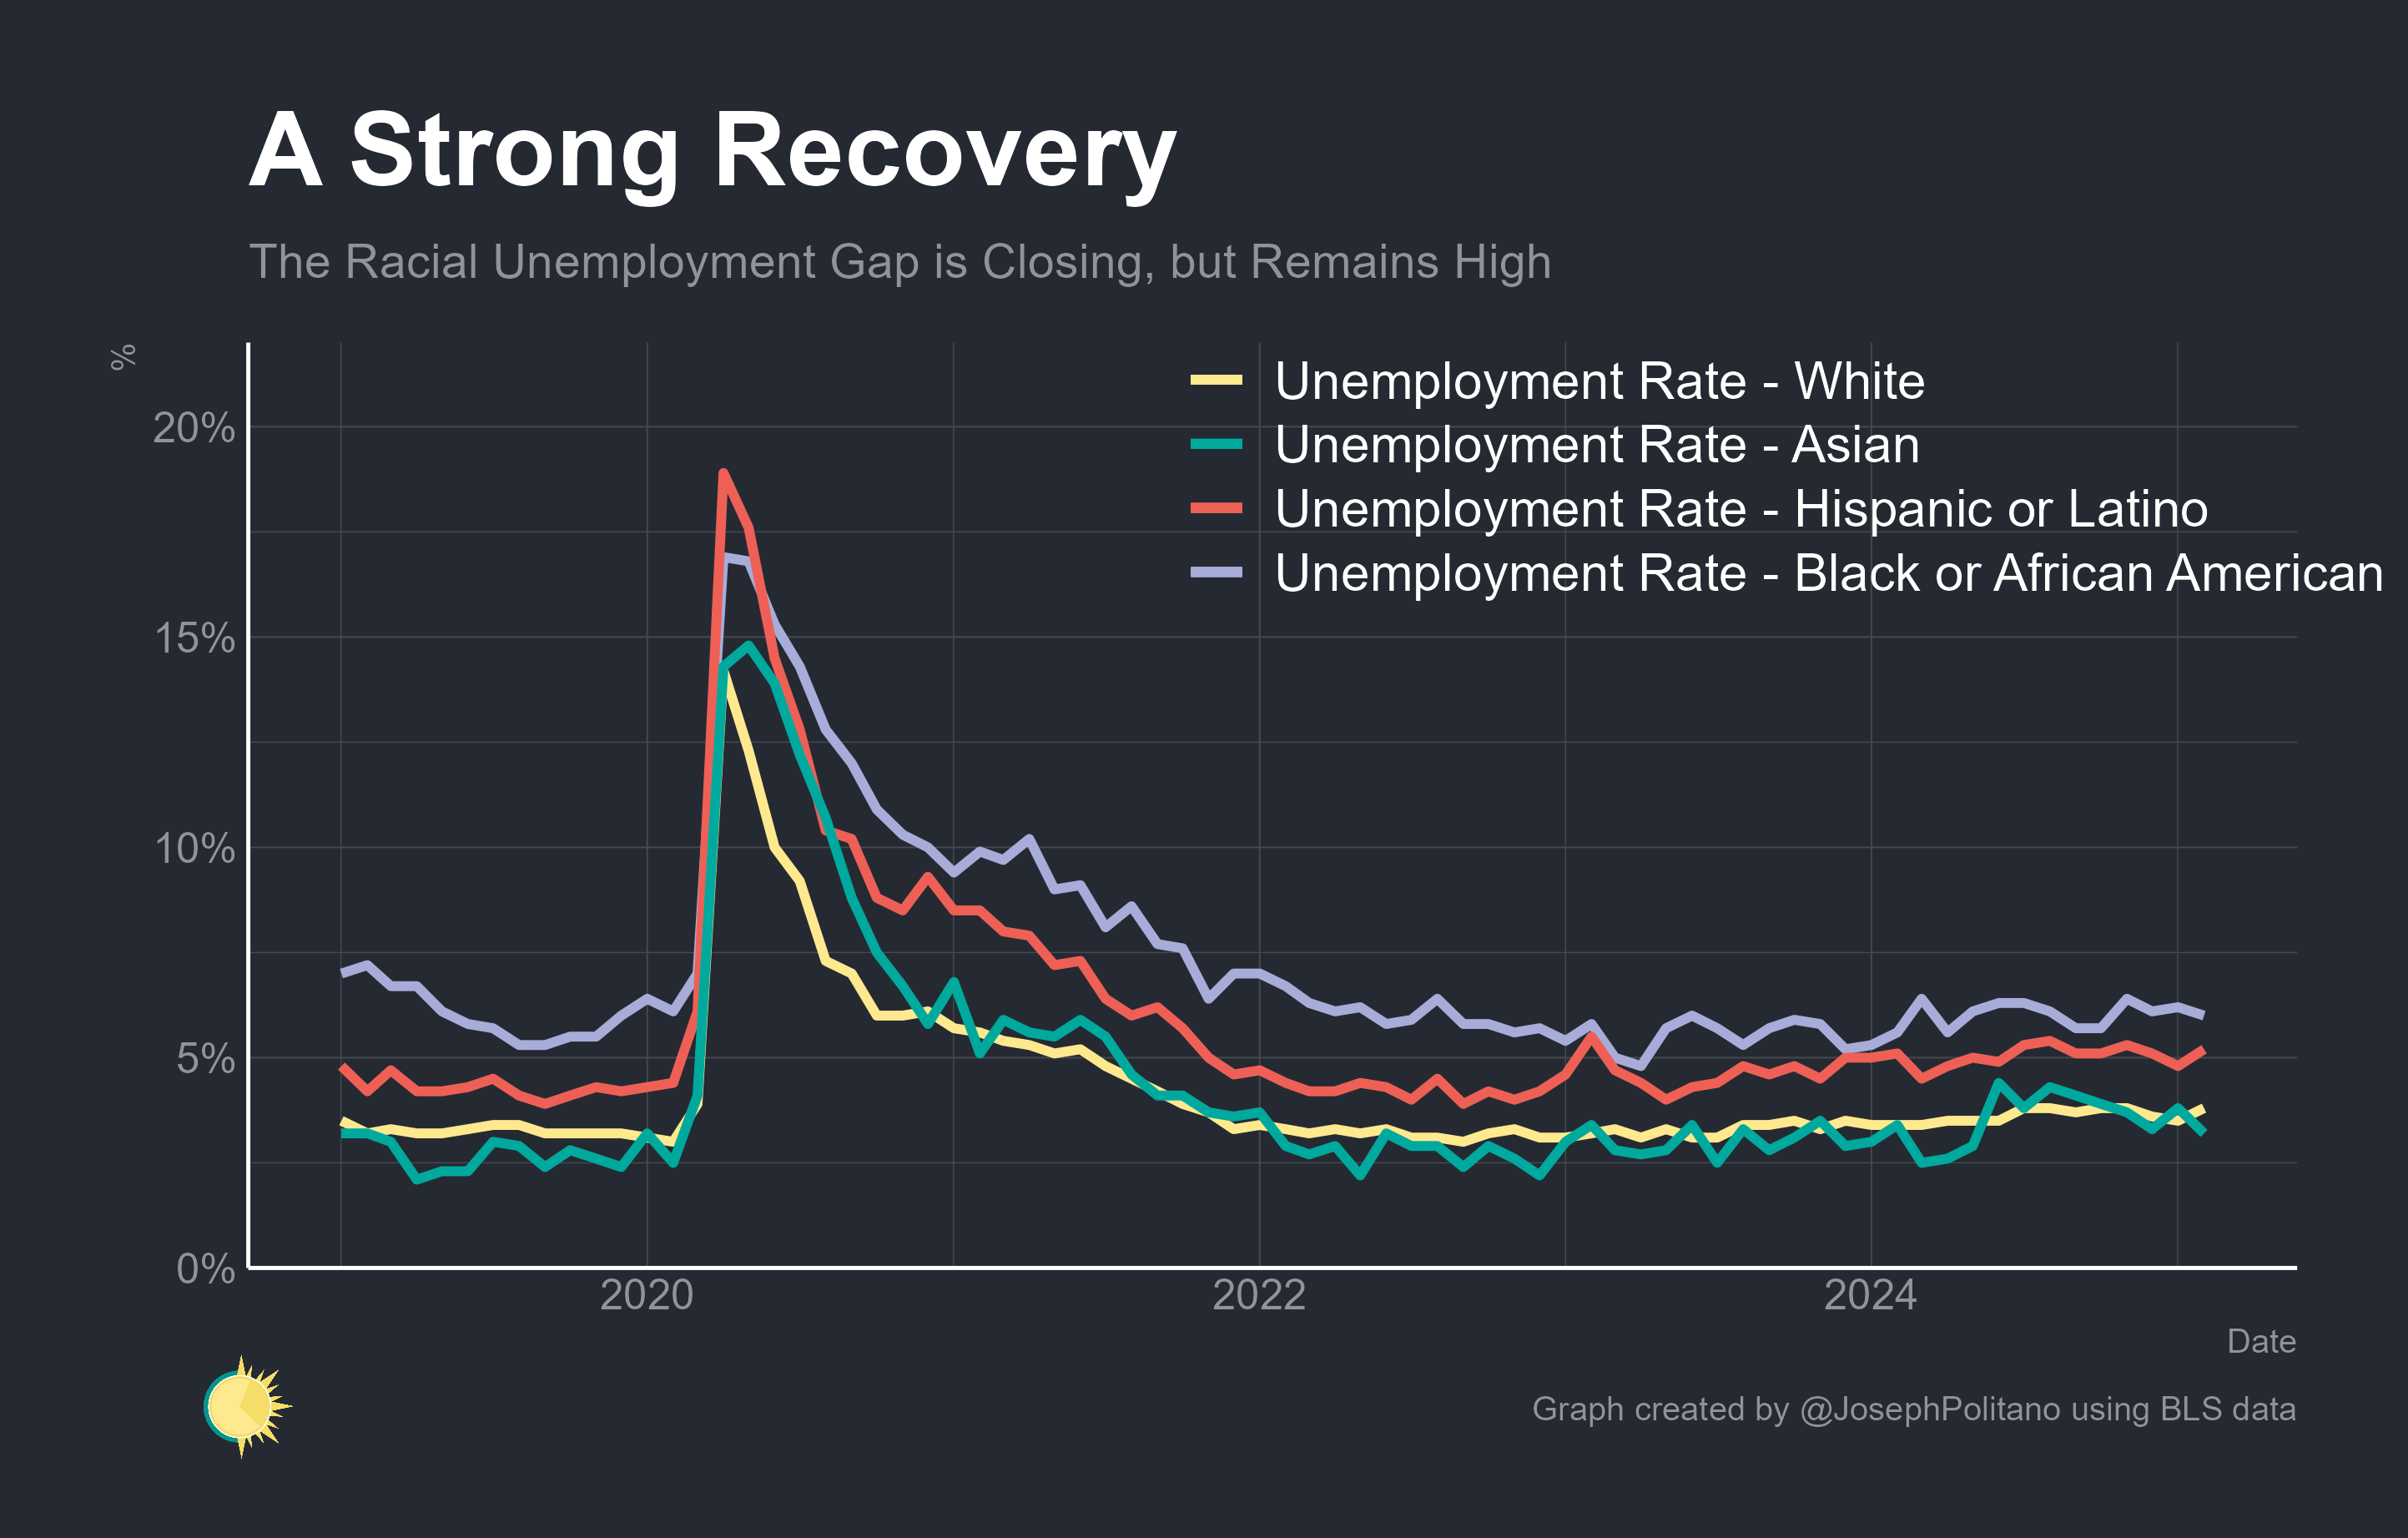 A Strong Recovery
The Racial Unemployment Gap is Closing, but Remains High
%
Unemployment Rate - White
Unemployment Rate - Asian
Unemployment Rate - Hispanic or Latino
Unemployment Rate - Black or African American
20%
15%
10%
5%
0%
2020
2022
2024
Date
Graph created by @JosephPolitano using BLS data